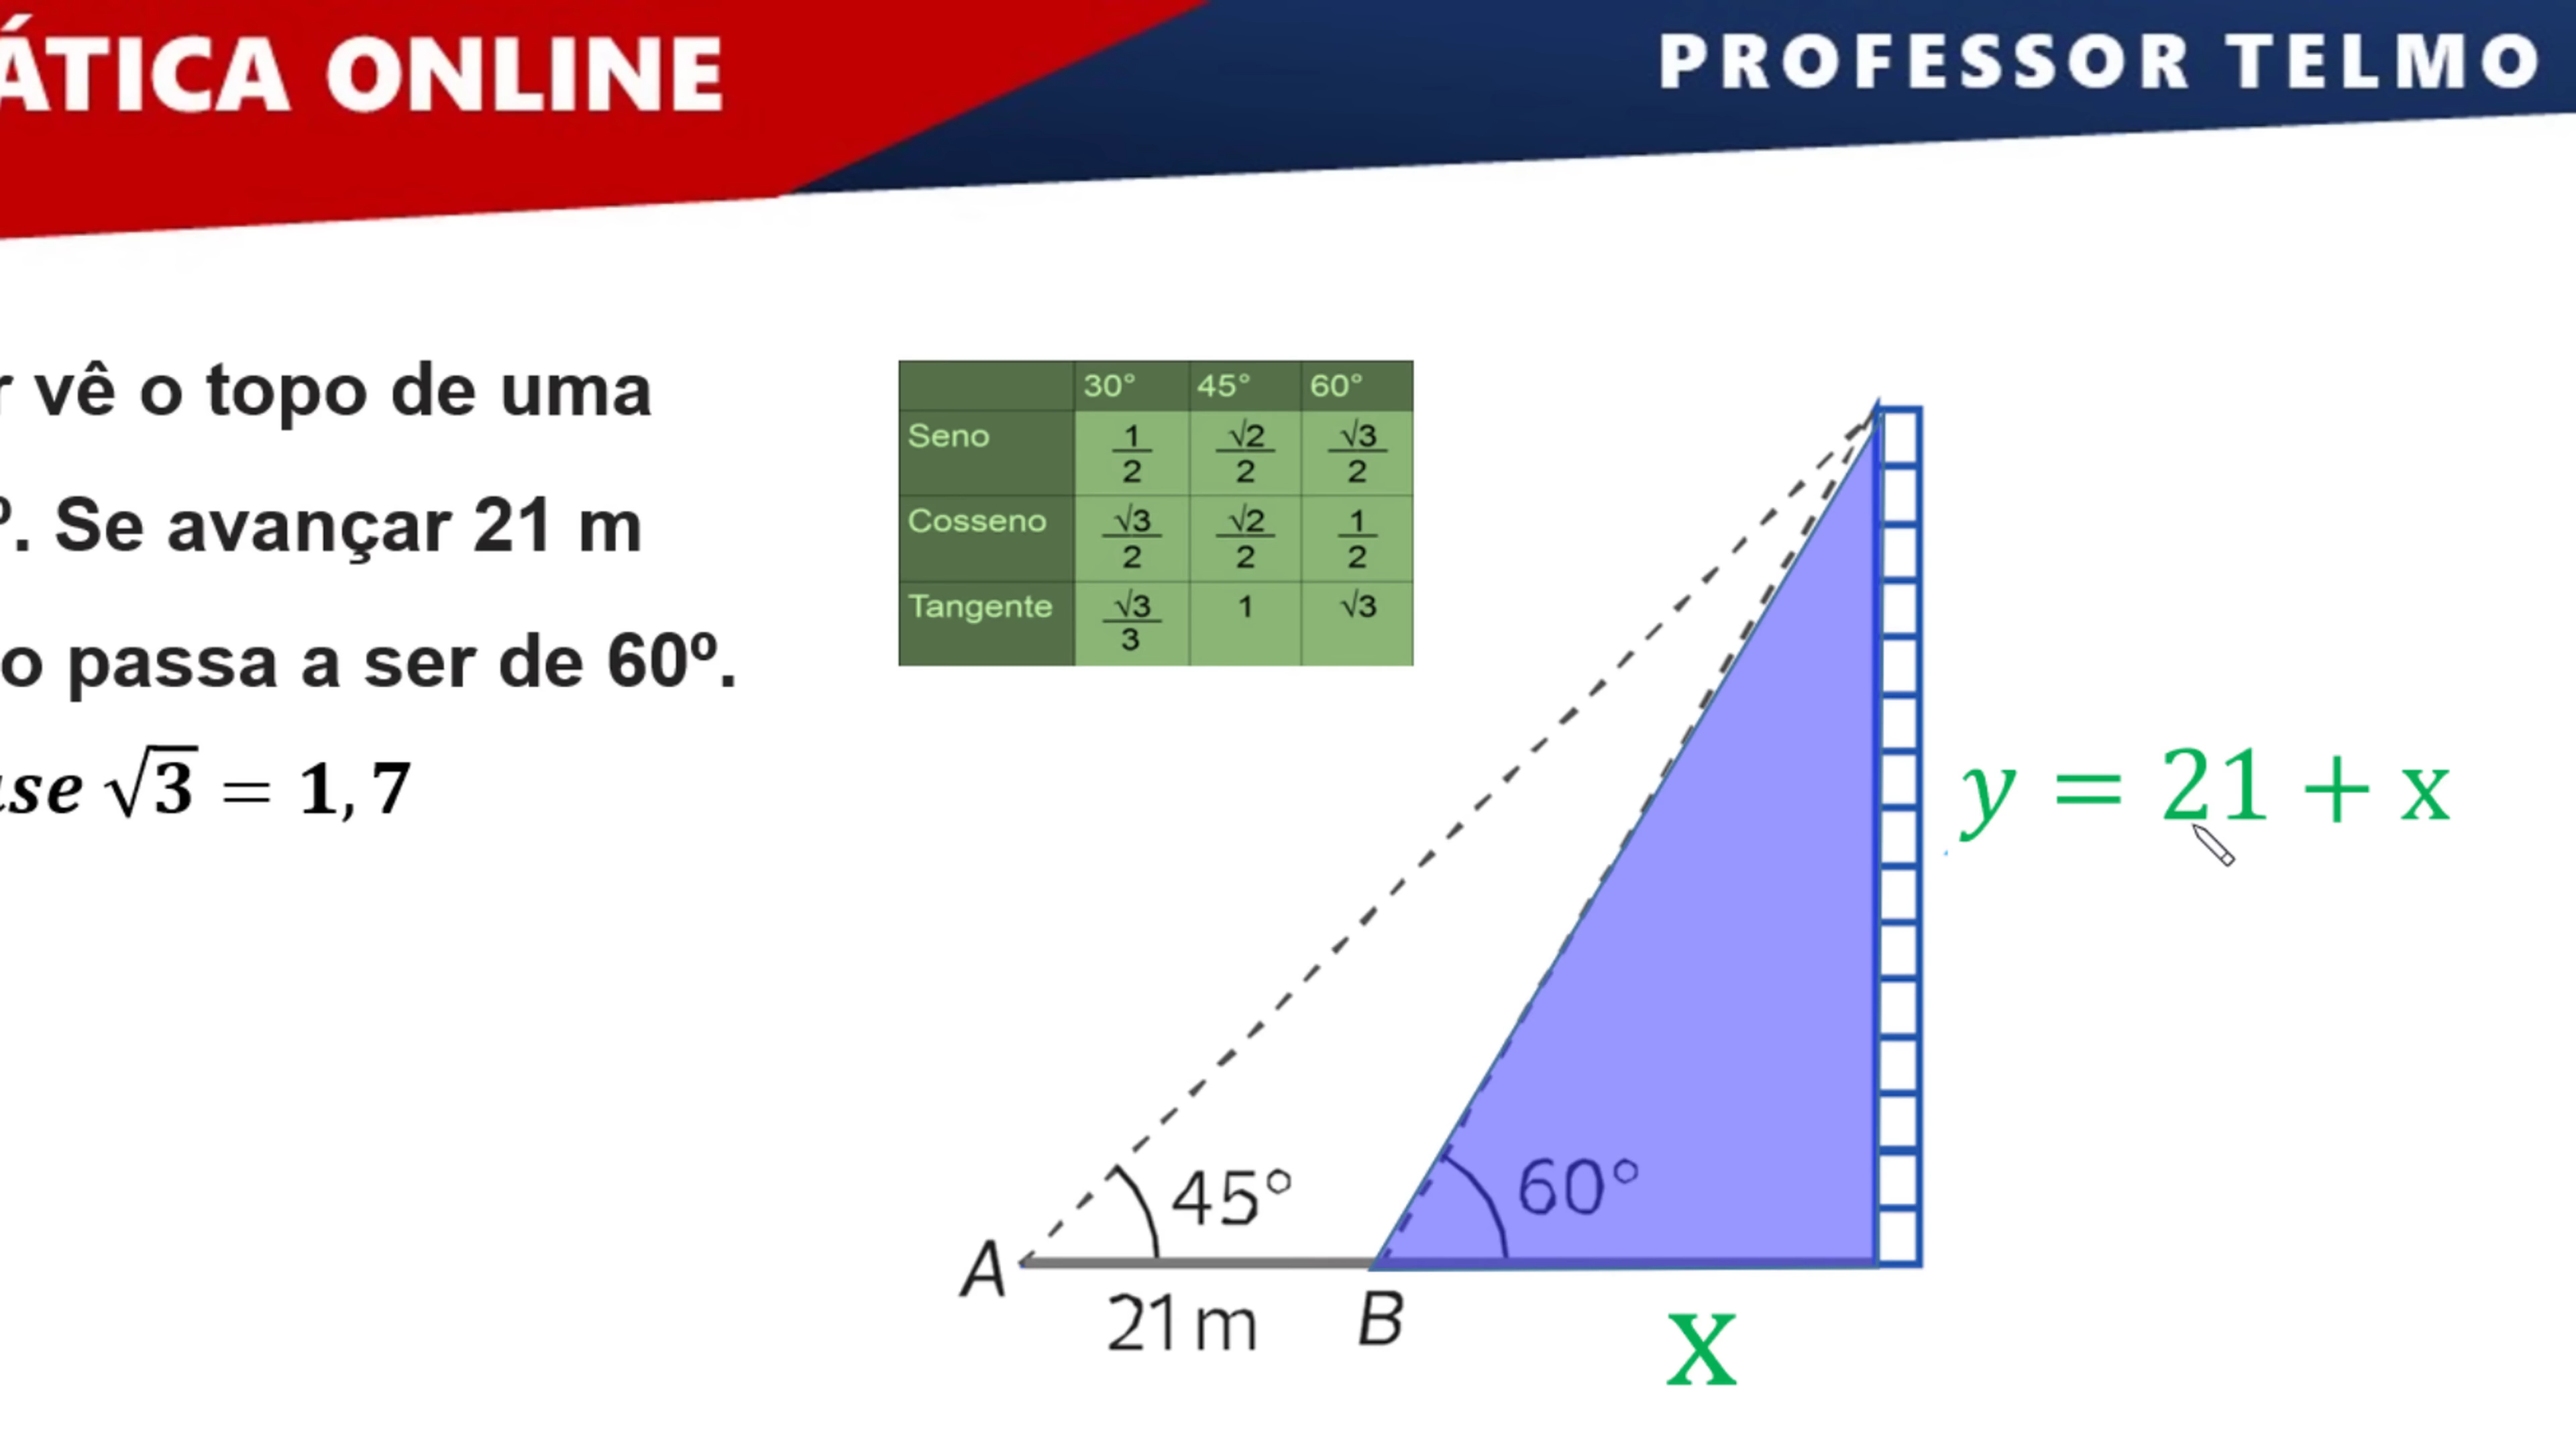 ÁTICA ONLINE
PROFESSOR TELMO
r vê o topo de uma
º. Se avançar 21 m
o passa a ser de 60º.
se √3 = 1,7
30° 45° 60°
Seno 1/2 √2/2 √3/2
Cosseno √3/2 √2/2 1/2
Tangente √3/3 1 √3
y = 21 + x
45°
60°
A
21 m
B
x